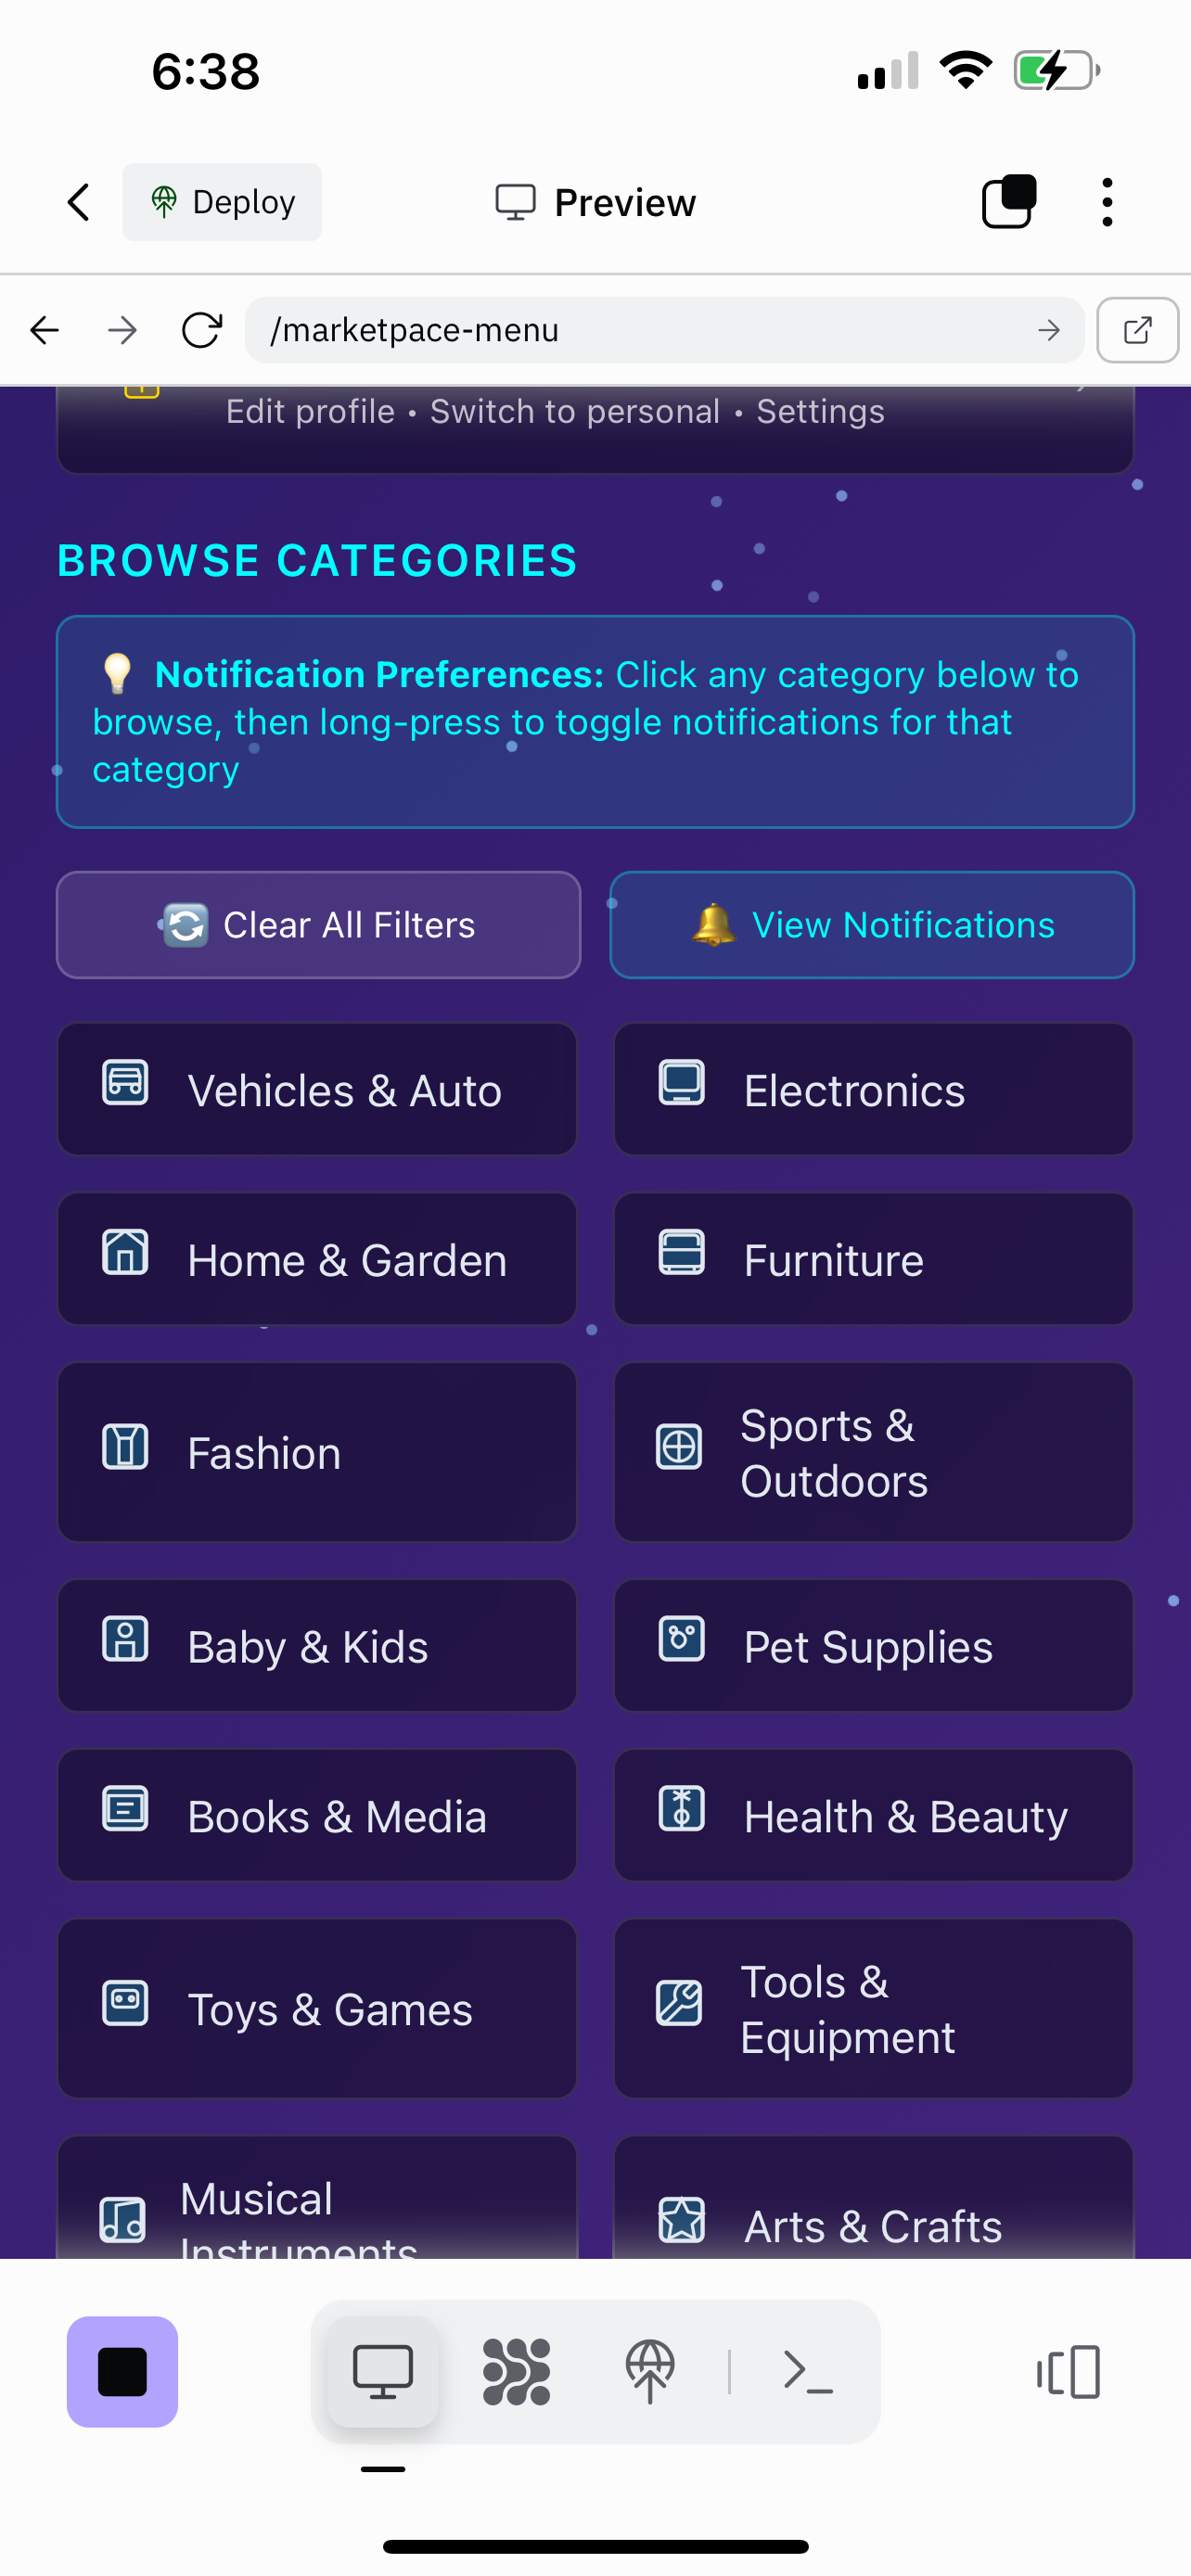 6:38
Deploy
Preview
/marketpace-menu
Edit profile • Switch to personal • Settings
BROWSE CATEGORIES
💡 Notification Preferences: Click any category below to
browse, then long-press to toggle notifications for that
category
🔄 Clear All Filters
🔔 View Notifications
Vehicles & Auto
Electronics
Home & Garden
Furniture
Fashion
Sports &
Outdoors
Baby & Kids
Pet Supplies
Books & Media
Health & Beauty
Toys & Games
Tools &
Equipment
Musical
Instruments
Arts & Crafts